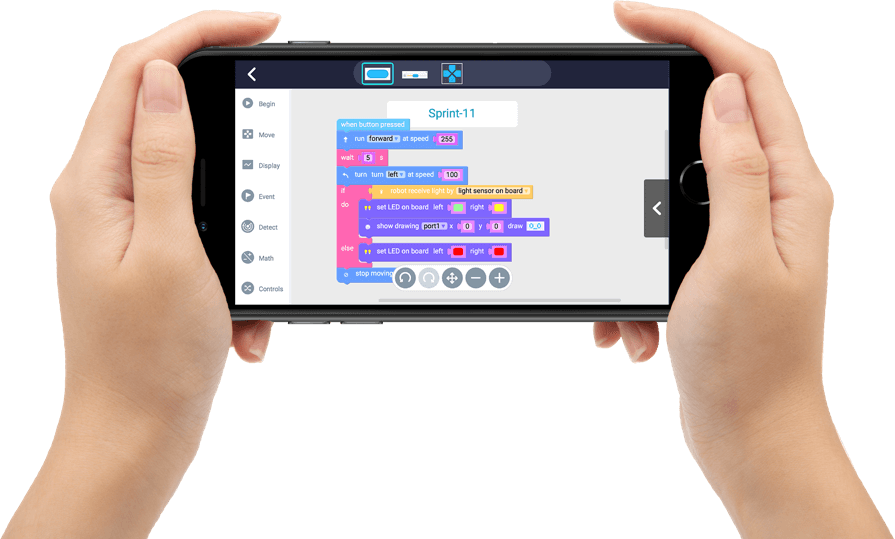 Sprint-11
Begin
Move
Display
Event
Detect
Math
Controls
when button pressed
run forward at speed 255
wait 5 s
turn turn left at speed 100
if robot receive light by light sensor on board
do set LED on board left right
show drawing port1 x 0 y 0 draw 0_0
else set LED on board left right
stop moving